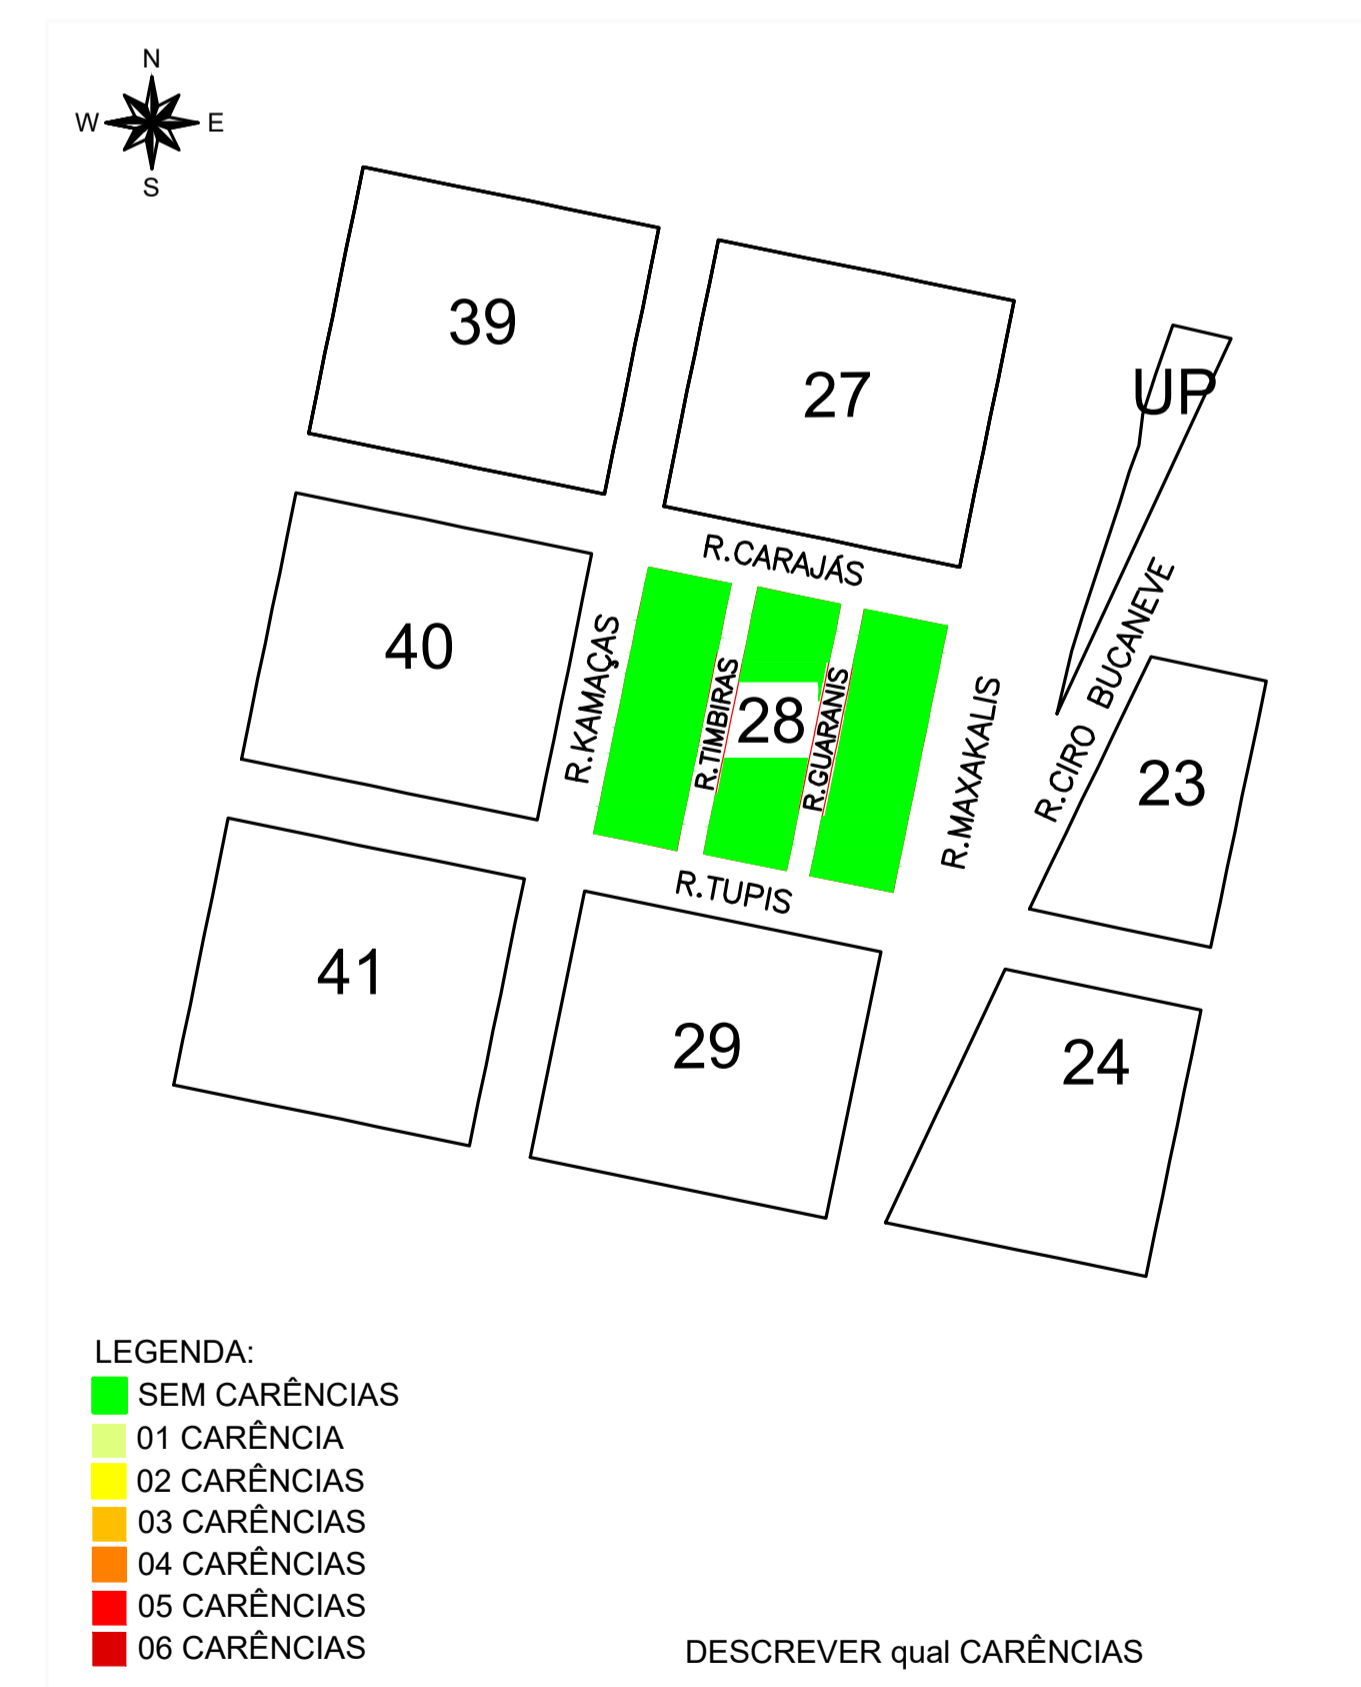 N
W E
S
39
27
UP
R.CARAJÁS
40
R.KAMAÇAS
R.TIMBIRAS
28
R.GUARANIS
R.MAXAKALIS
R.CIRO BUCANEVE
23
R.TUPIS
41
29
24
LEGENDA:
SEM CARÊNCIAS
01 CARÊNCIA
02 CARÊNCIAS
03 CARÊNCIAS
04 CARÊNCIAS
05 CARÊNCIAS
06 CARÊNCIAS
DESCREVER qual CARÊNCIAS